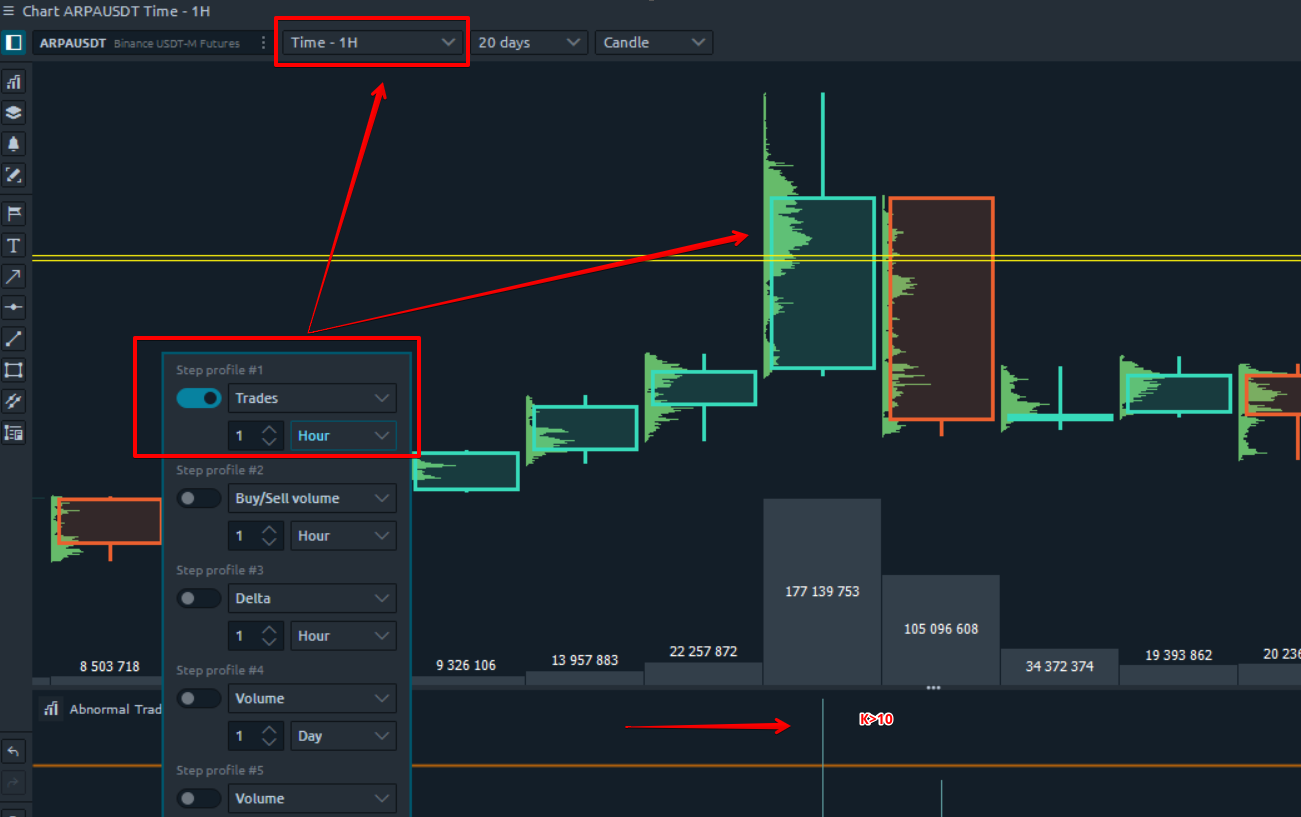 Chart ARPAUSDT Time - 1H
ARPAUSDT Binance USDT-M Futures Time - 1H 20 days Candle
T
Step profile #1
Trades
1 Hour
Step profile #2
Buy/Sell volume
1 Hour
Step profile #3
Delta
1 Hour
Step profile #4
Volume
1 Day
Step profile #5
Volume
8 503 718
9 326 106
13 957 883
22 257 872
177 139 753
105 096 608
34 372 374
19 393 862
20 236
Abnormal Trad
K>10